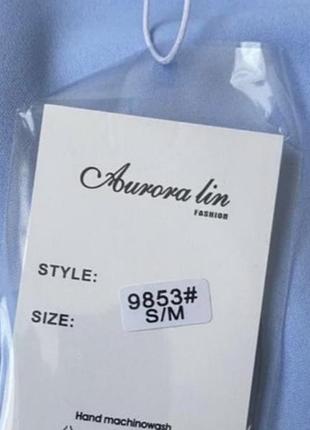 Aurora lin
FASHION
STYLE:
9853#
SIZE:
S/M
Hand machinowash